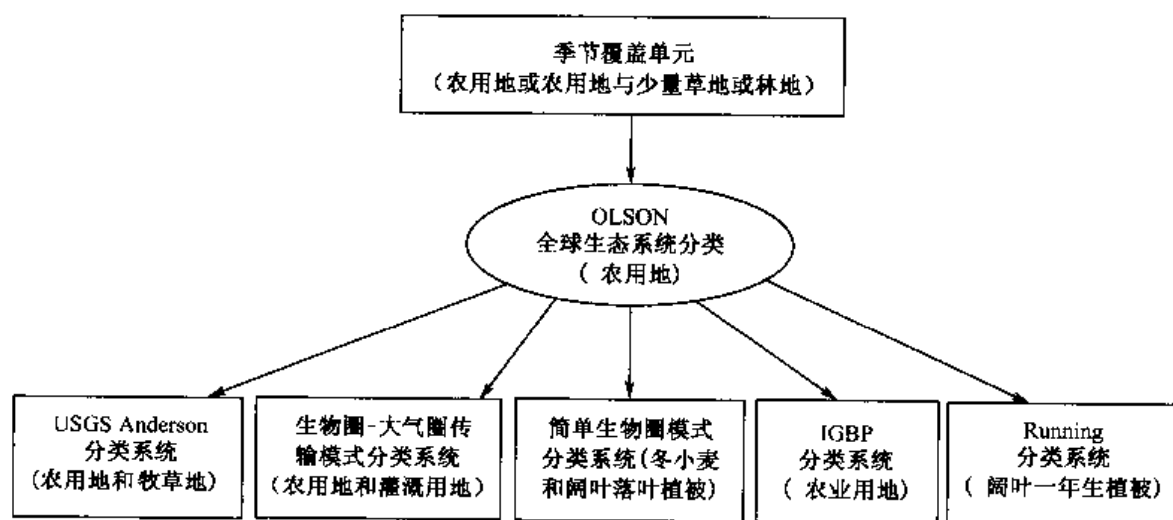 季节覆盖单元
（农用地或农用地与少量草地或林地）
OLSON
全球生态系统分类
（ 农用地）
USGS Anderson
分类系统
（农用地和牧草地）
生物圈-大气圈传
输模式分类系统
（农用地和灌溉用地）
简单生物圈模式
分类系统（冬小麦
和阔叶落叶植被）
IGBP
分类系统
（ 农业用地）
Running
分类系统
（ 阔叶一年生植被）